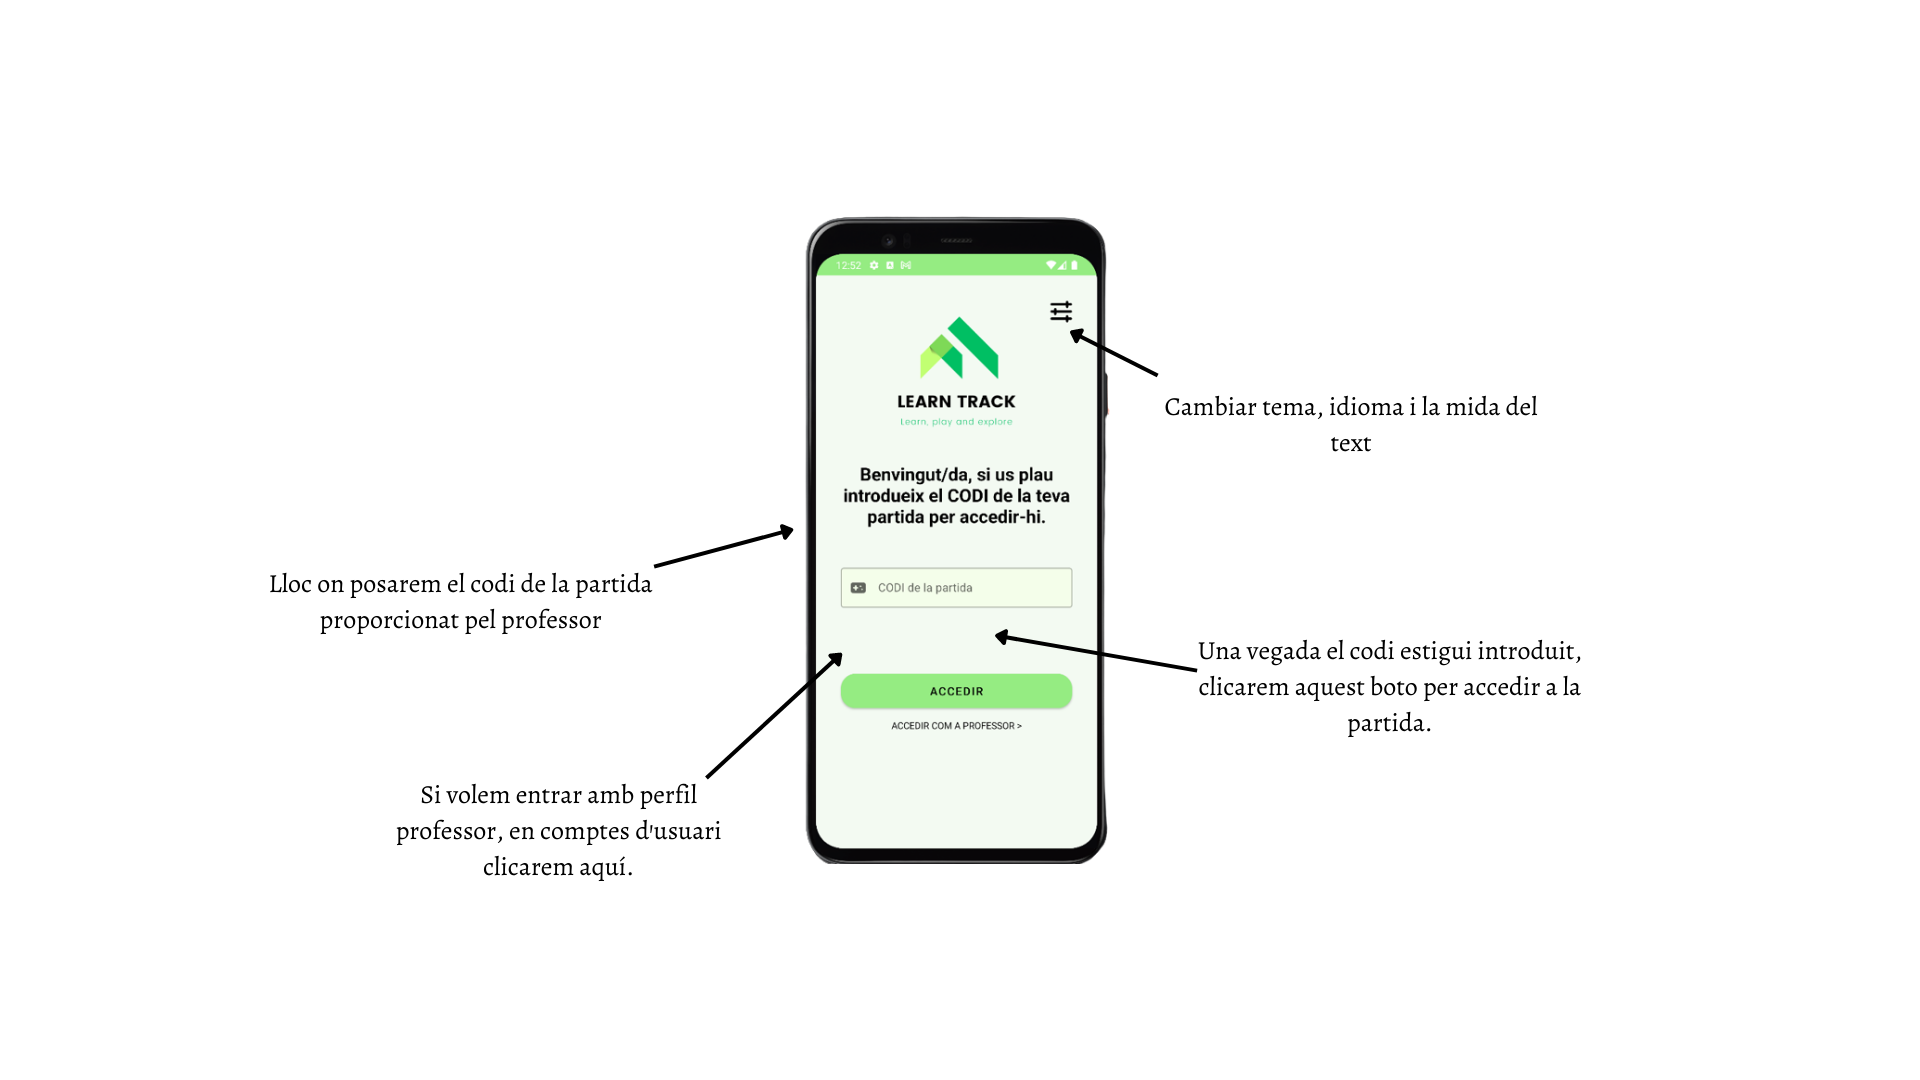 12:52
LEARN TRACK
Learn, play and explore
Cambiar tema, idioma i la mida del
text
Benvingut/da, si us plau
introdueix el CODI de la teva
partida per accedir-hi.
Lloc on posarem el codi de la partida
proporcionat pel professor
CODI de la partida
Una vegada el codi estigui introduit,
clicarem aquest boto per accedir a la
partida.
ACCEDIR
ACCEDIR COM A PROFESSOR >
Si volem entrar amb perfil
professor, en comptes d'usuari
clicarem aquí.